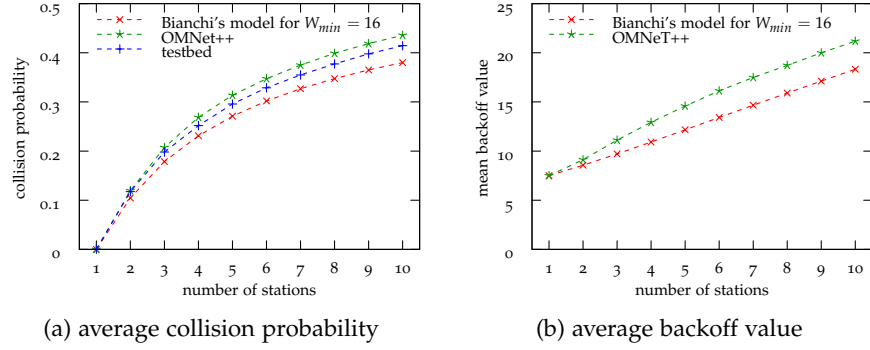 Bianchi's model for W_min = 16
OMNet++
testbed
collision probability
0.5
0.4
0.3
0.2
0.1
0
1 2 3 4 5 6 7 8 9 10
number of stations
(a) average collision probability
Bianchi's model for W_min = 16
OMNeT++
mean backoff value
25
20
15
10
5
0
1 2 3 4 5 6 7 8 9 10
number of stations
(b) average backoff value